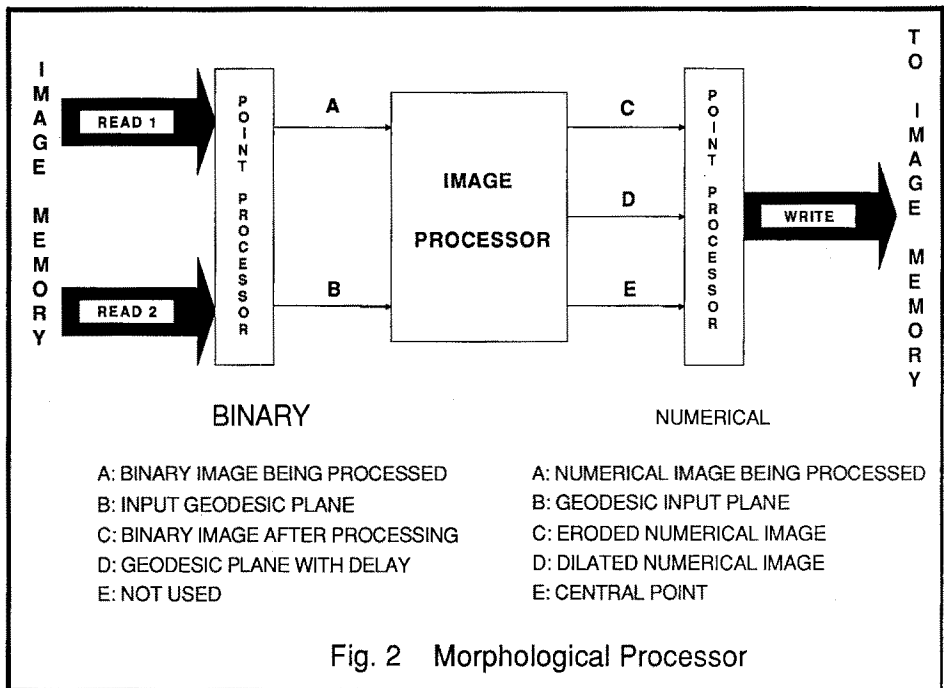 IMAGE MEMORY
READ 1
READ 2
POINT PROCESSOR
A
B
IMAGE
PROCESSOR
C
D
E
POINT PROCESSOR
WRITE
TO IMAGE MEMORY
BINARY
A: BINARY IMAGE BEING PROCESSED
B: INPUT GEODESIC PLANE
C: BINARY IMAGE AFTER PROCESSING
D: GEODESIC PLANE WITH DELAY
E: NOT USED
NUMERICAL
A: NUMERICAL IMAGE BEING PROCESSED
B: GEODESIC INPUT PLANE
C: ERODED NUMERICAL IMAGE
D: DILATED NUMERICAL IMAGE
E: CENTRAL POINT
Fig. 2 Morphological Processor